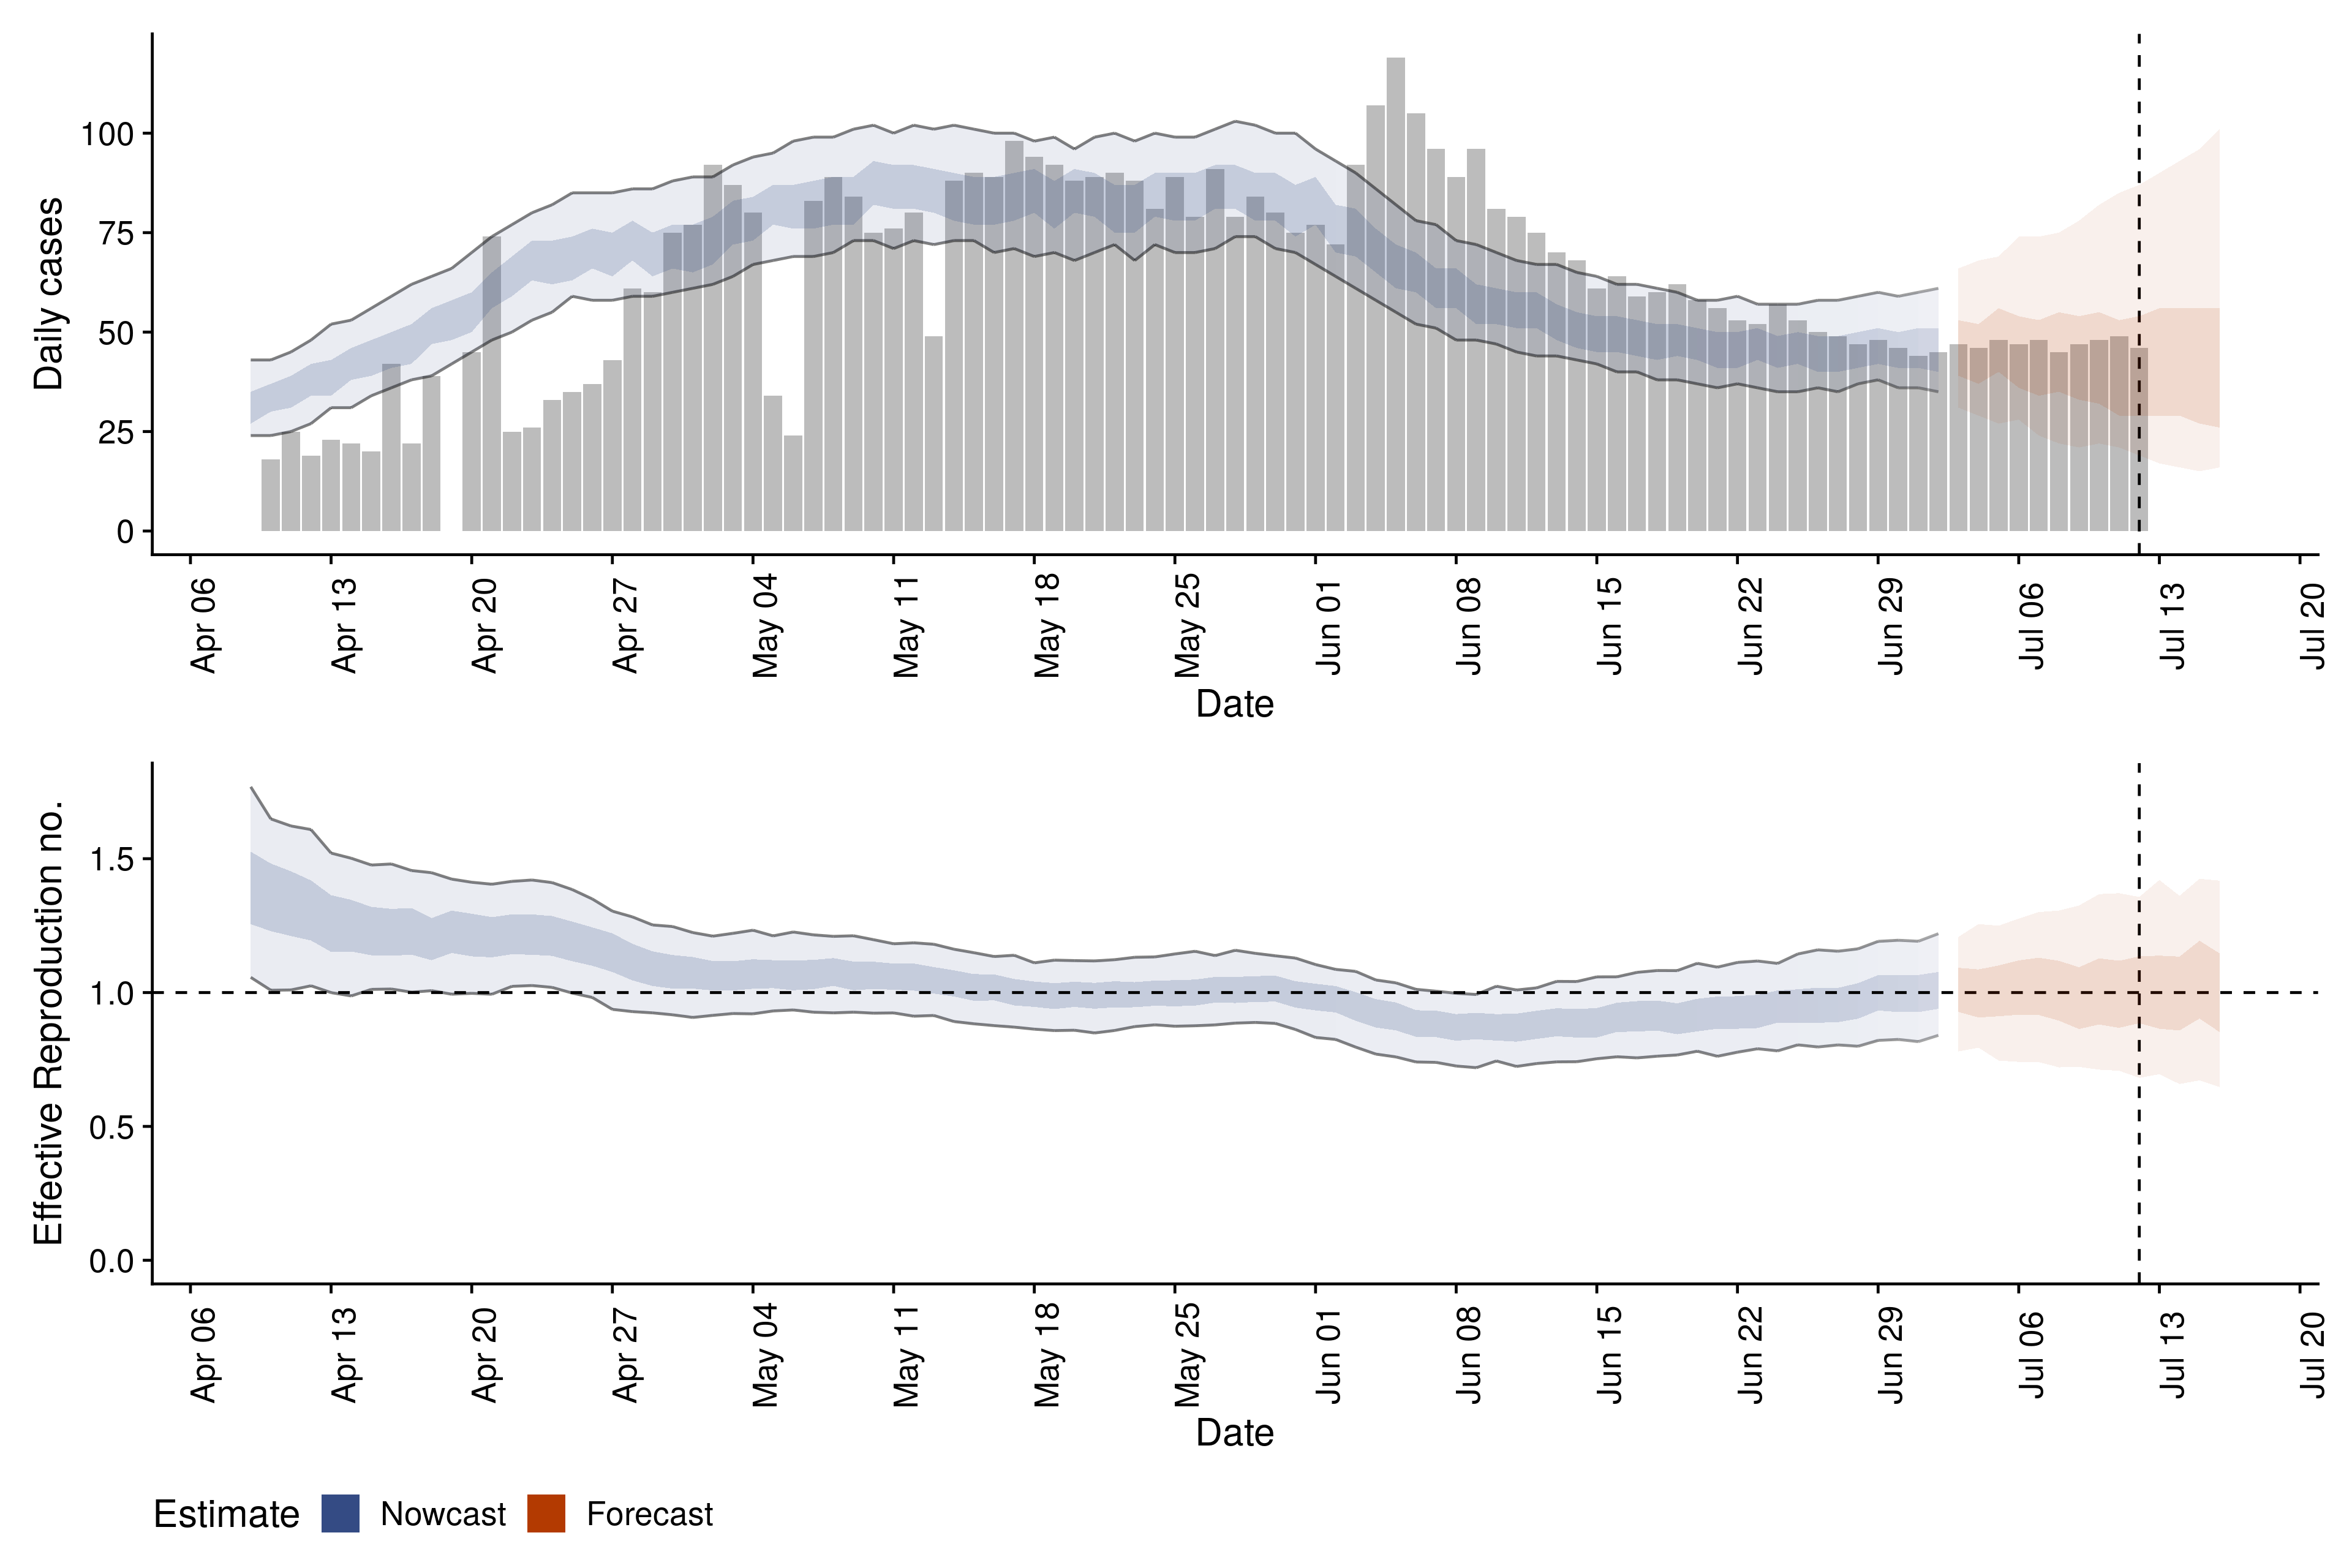 Daily cases
100
75
50
25
0
Apr 06 Apr 13 Apr 20 Apr 27 May 04 May 11 May 18 May 25 Jun 01 Jun 08 Jun 15 Jun 22 Jun 29 Jul 06 Jul 13 Jul 20
Date
Effective Reproduction no.
1.5
1.0
0.5
0.0
Apr 06 Apr 13 Apr 20 Apr 27 May 04 May 11 May 18 May 25 Jun 01 Jun 08 Jun 15 Jun 22 Jun 29 Jul 06 Jul 13 Jul 20
Date
Estimate Nowcast Forecast